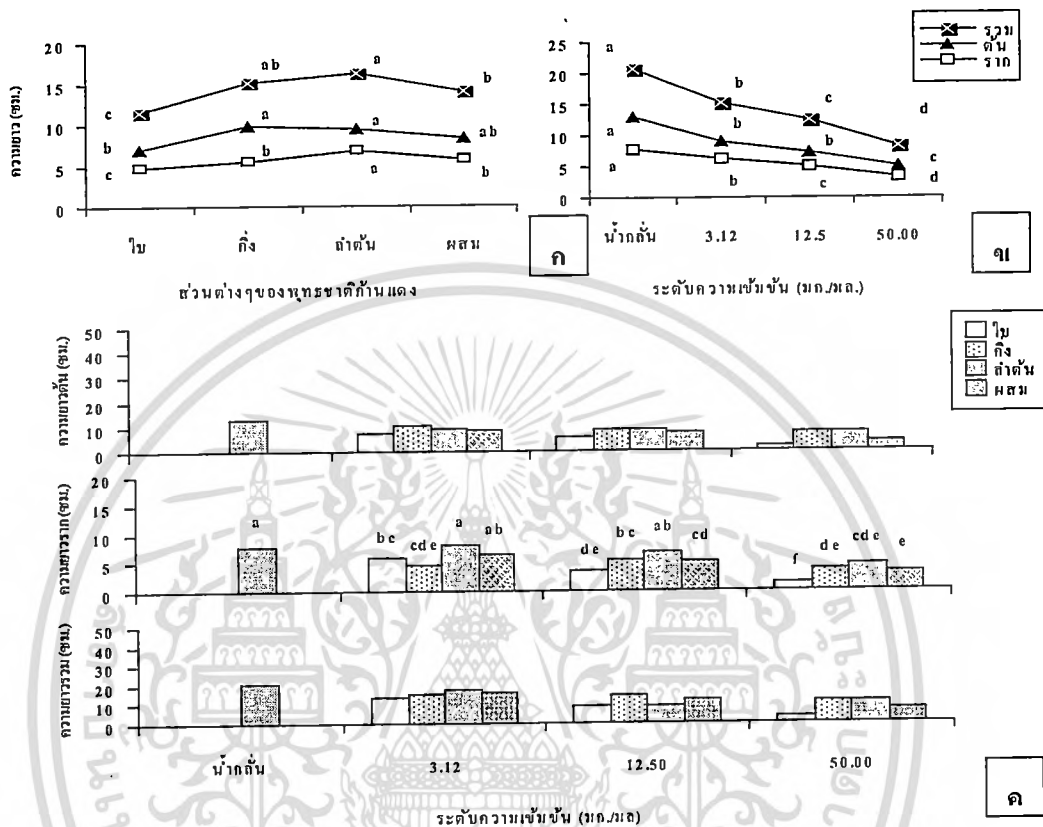 รวม
ต้น
ราก
ความยาว (ซม.)
20
15
10
5
0
c
ab
a
b
b
a
a
ab
c
b
a
b
ใบ
กิ่ง
ลำต้น
ผสม
ส่วนต่างๆของพุทธชาติก้านแดง
ก
25
20
15
10
5
0
a
b
c
d
a
b
b
c
a
b
c
d
น้ำกลั่น
3.12
12.5
50.00
ระดับความเข้มข้น (มก./มล.)
ข
ใบ
กิ่ง
ลำต้น
ผสม
ความยาวต้น (ซม.)
50
40
30
20
10
0
ความยาวราก (ซม.)
20
15
10
5
0
a
bc
cde
a
ab
de
bc
ab
cd
f
de
cde
e
ความยาวรวม (ซม.)
50
40
30
20
10
0
น้ำกลั่น
3.12
12.50
50.00
ระดับความเข้มข้น (มก./มล)
ค